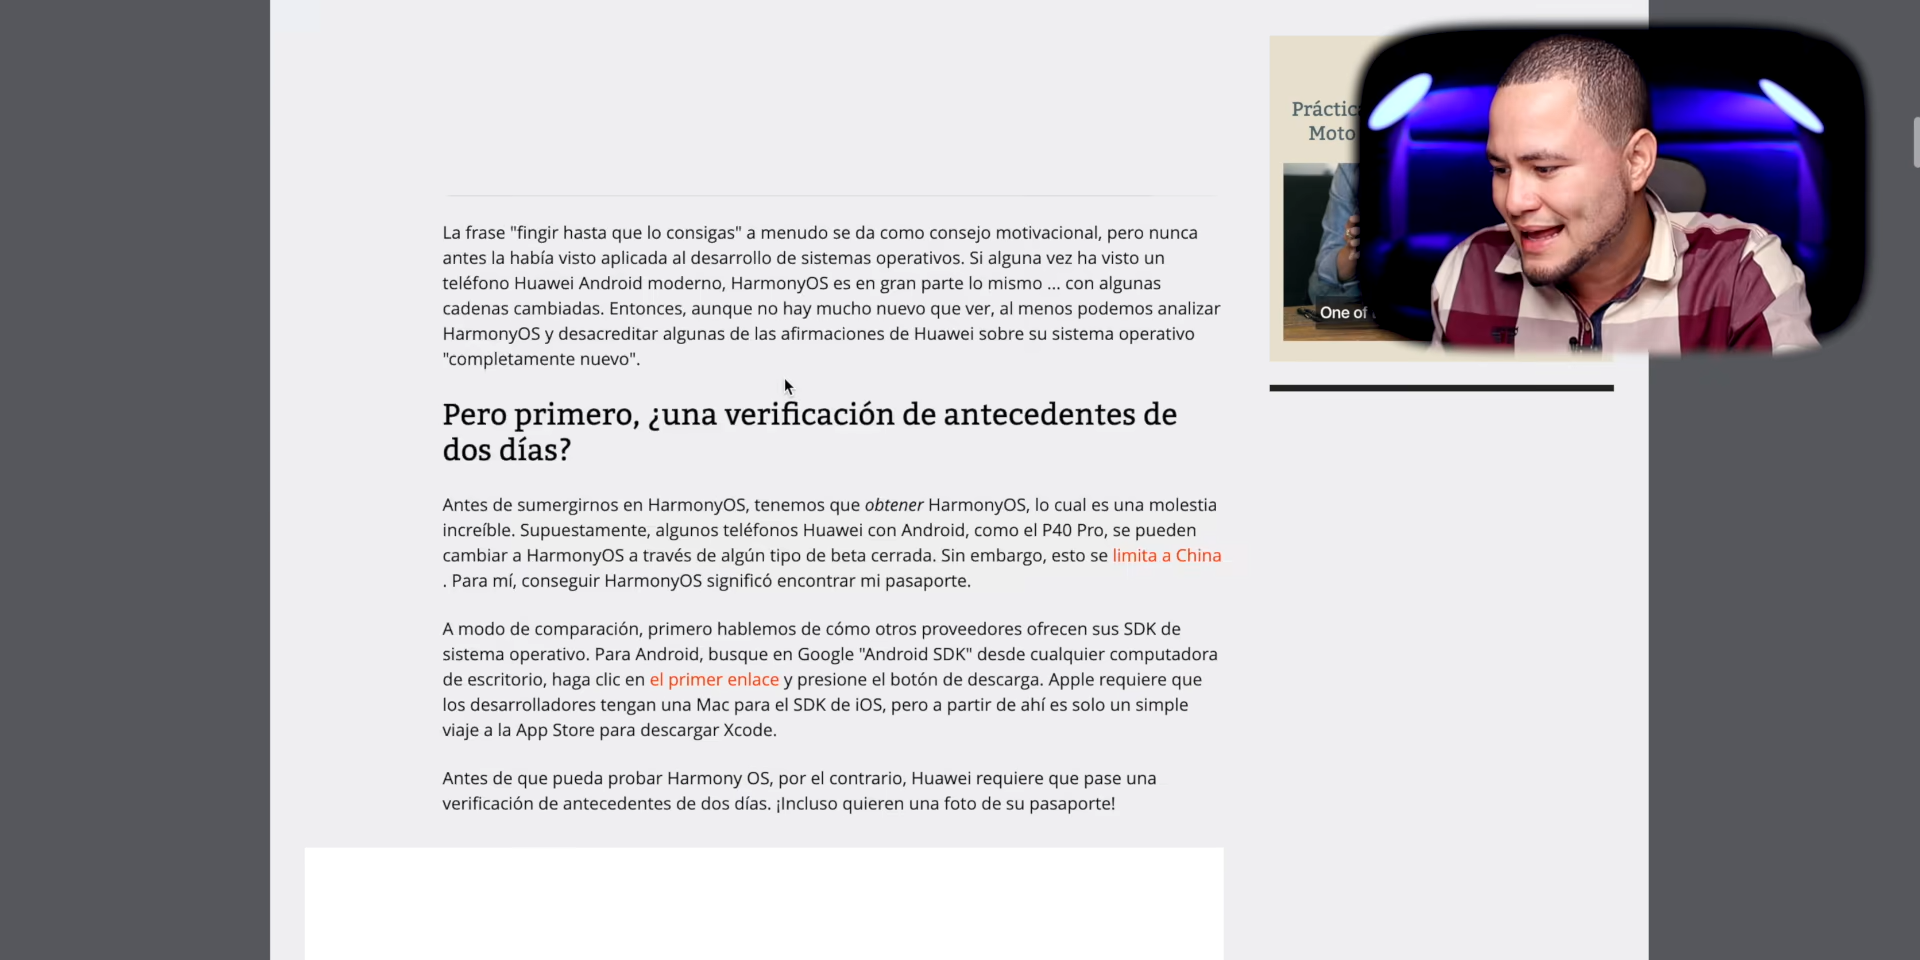 La frase "fingir hasta que lo consigas" a menudo se da como consejo motivacional, pero nunca
antes la había visto aplicada al desarrollo de sistemas operativos. Si alguna vez ha visto un
teléfono Huawei Android moderno, HarmonyOS es en gran parte lo mismo ... con algunas
cadenas cambiadas. Entonces, aunque no hay mucho nuevo que ver, al menos podemos analizar
HarmonyOS y desacreditar algunas de las afirmaciones de Huawei sobre su sistema operativo
"completamente nuevo".
Pero primero, ¿una verificación de antecedentes de
dos días?
Antes de sumergirnos en HarmonyOS, tenemos que obtener HarmonyOS, lo cual es una molestia
increíble. Supuestamente, algunos teléfonos Huawei con Android, como el P40 Pro, se pueden
cambiar a HarmonyOS a través de algún tipo de beta cerrada. Sin embargo, esto se limita a China
. Para mí, conseguir HarmonyOS significó encontrar mi pasaporte.
A modo de comparación, primero hablemos de cómo otros proveedores ofrecen sus SDK de
sistema operativo. Para Android, busque en Google "Android SDK" desde cualquier computadora
de escritorio, haga clic en el primer enlace y presione el botón de descarga. Apple requiere que
los desarrolladores tengan una Mac para el SDK de iOS, pero a partir de ahí es solo un simple
viaje a la App Store para descargar Xcode.
Antes de que pueda probar Harmony OS, por el contrario, Huawei requiere que pase una
verificación de antecedentes de dos días. ¡Incluso quieren una foto de su pasaporte!
Moto
One of